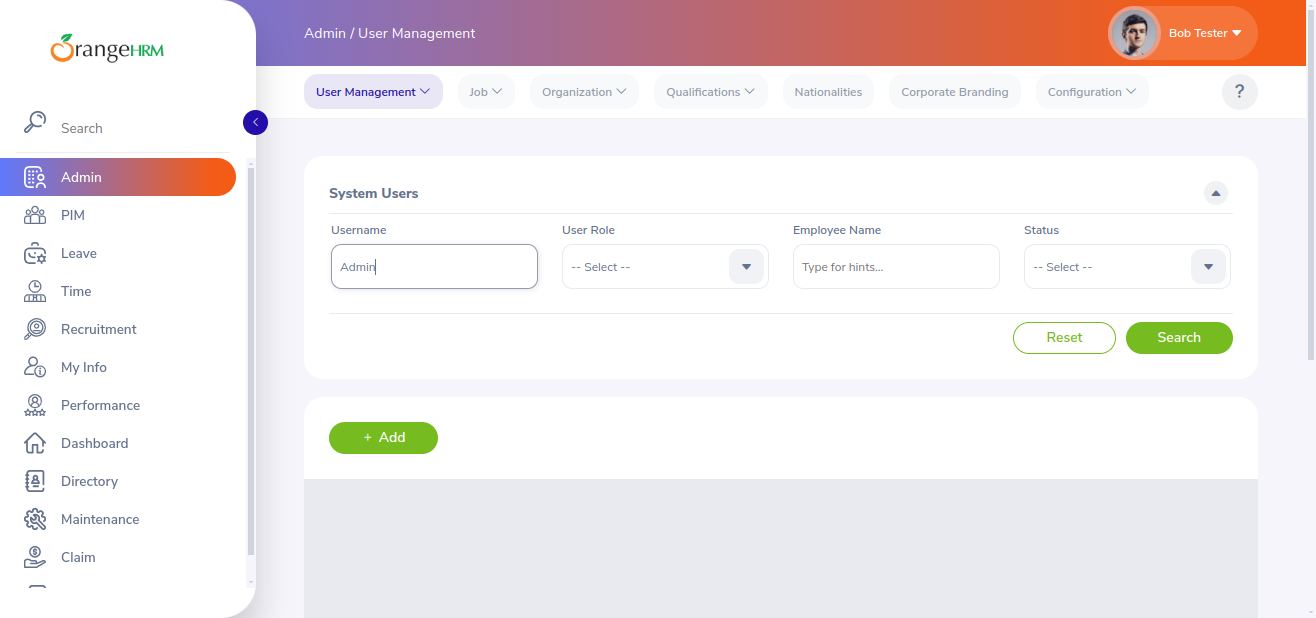 Admin / User Management
Bob Tester
orangeHRM
User Management
Job
Organization
Qualifications
Nationalities
Corporate Branding
Configuration
?
Search
Admin
PIM
Leave
Time
Recruitment
My Info
Performance
Dashboard
Directory
Maintenance
Claim
System Users
Username
User Role
Employee Name
Status
Admin
-- Select --
Type for hints...
-- Select --
Reset
Search
+ Add